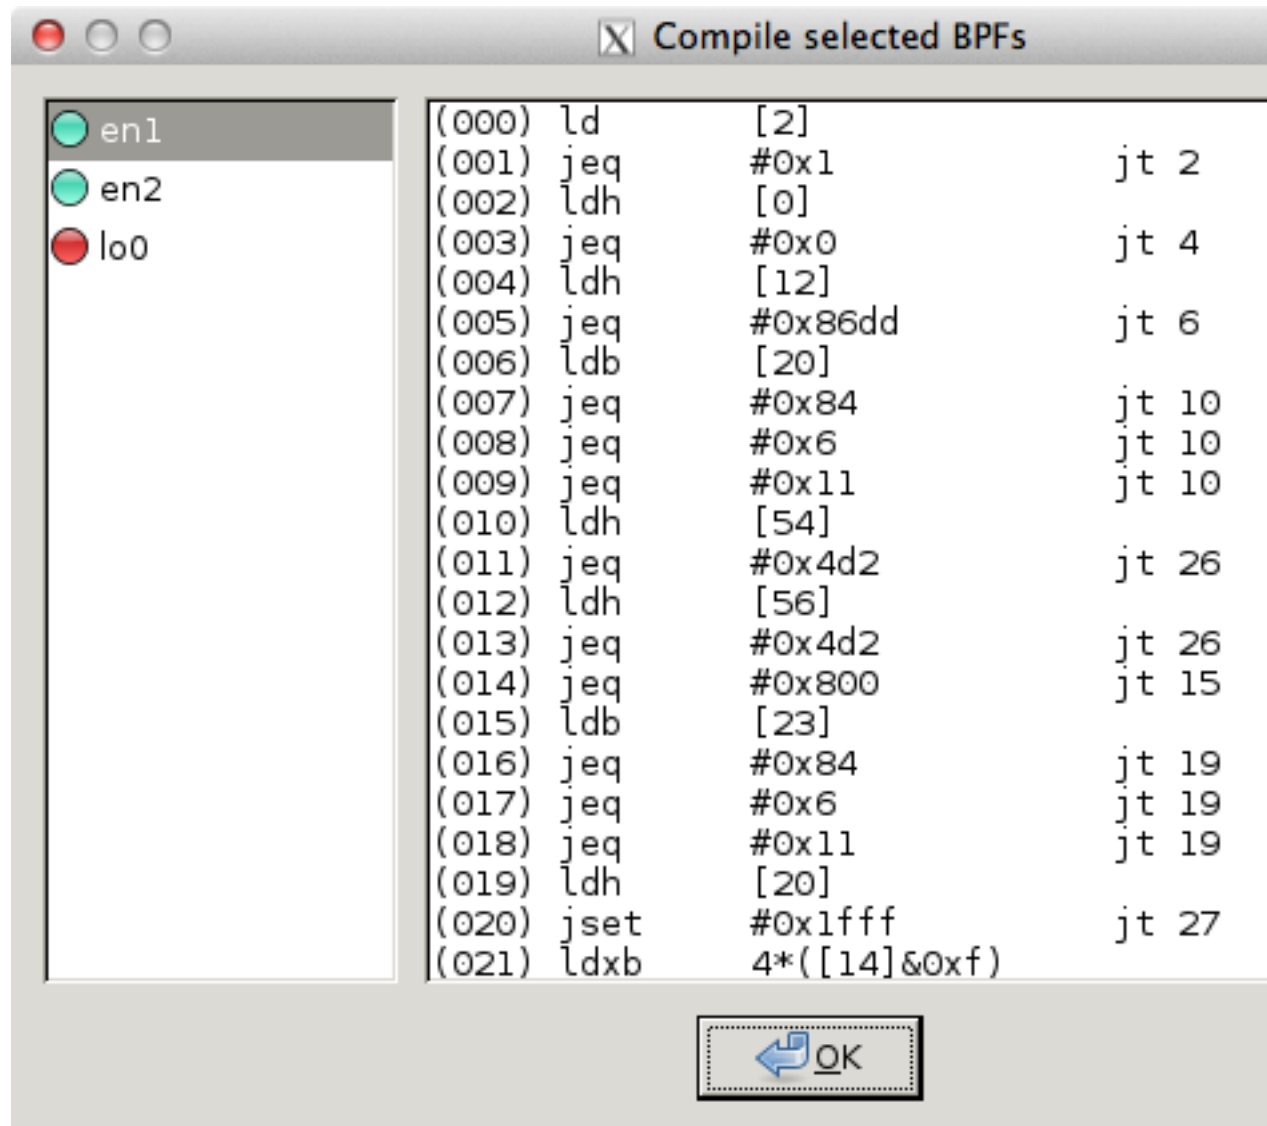 Compile selected BPFs
en1
en2
lo0
(000) ld [2]
(001) jeq #0x1 jt 2
(002) ldh [0]
(003) jeq #0x0 jt 4
(004) ldh [12]
(005) jeq #0x86dd jt 6
(006) ldb [20]
(007) jeq #0x84 jt 10
(008) jeq #0x6 jt 10
(009) jeq #0x11 jt 10
(010) ldh [54]
(011) jeq #0x4d2 jt 26
(012) ldh [56]
(013) jeq #0x4d2 jt 26
(014) jeq #0x800 jt 15
(015) ldb [23]
(016) jeq #0x84 jt 19
(017) jeq #0x6 jt 19
(018) jeq #0x11 jt 19
(019) ldh [20]
(020) jset #0x1fff jt 27
(021) ldxb 4*([14]&0xf)
OK